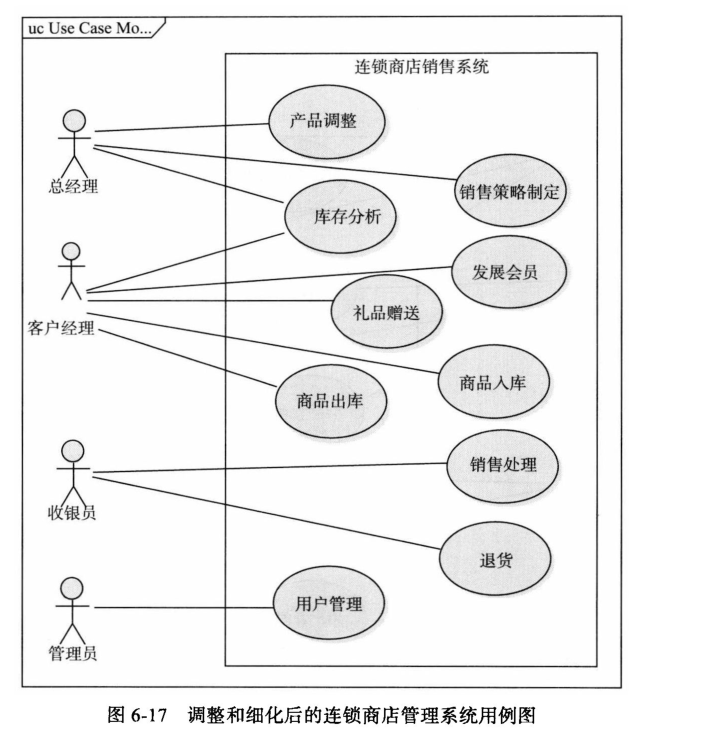 uc Use Case Mo...
连锁商店销售系统
产品调整
总经理
销售策略制定
库存分析
发展会员
礼品赠送
客户经理
商品入库
商品出库
销售处理
收银员
退货
用户管理
管理员
图 6-17 调整和细化后的连锁商店管理系统用例图